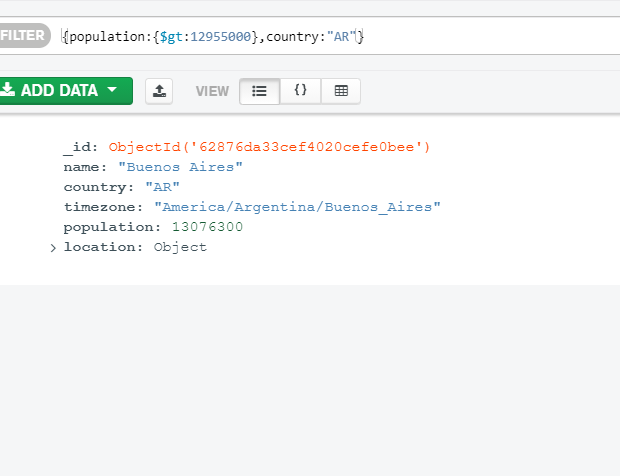 FILTER {population:{$gt:12955000},country:"AR"}
ADD DATA VIEW {}
_id: ObjectId('62876da33cef4020cefe0bee')
name: "Buenos Aires"
country: "AR"
timezone: "America/Argentina/Buenos_Aires"
population: 13076300
> location: Object